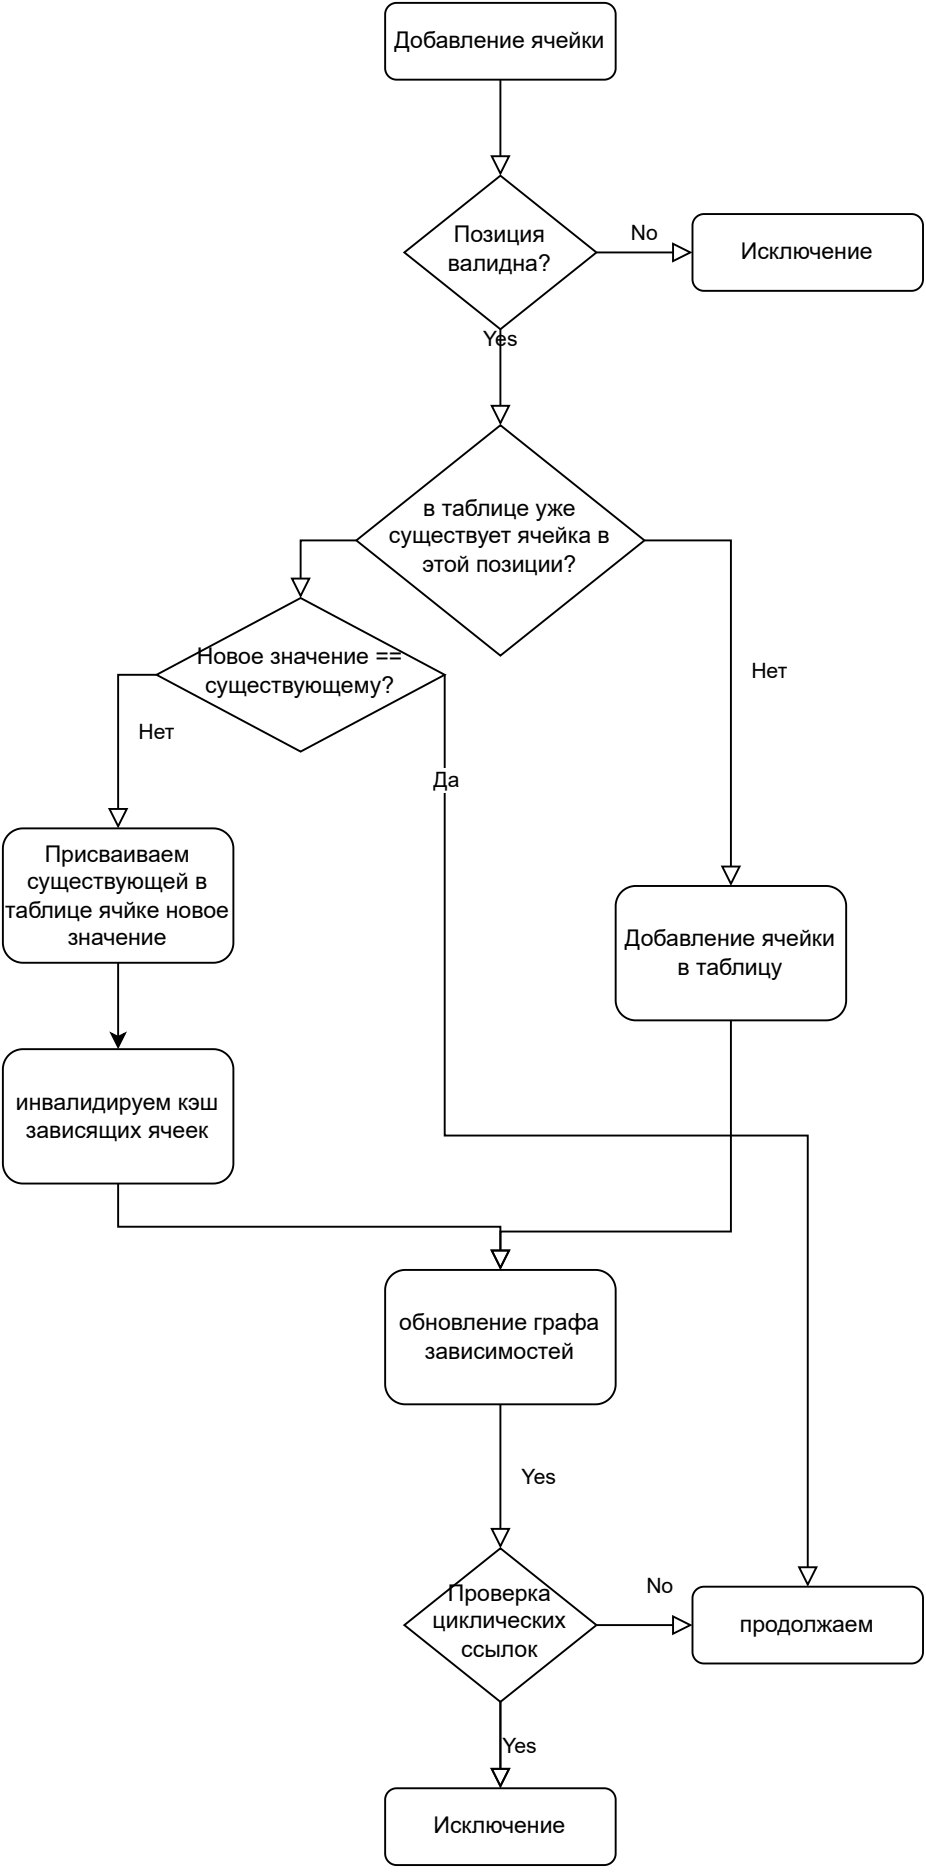 Добавление ячейки
Позиция
валидна?
No
Исключение
Yes
в таблице уже
существует ячейка в
этой позиции?
Новое значение ==
существующему?
Нет
Нет
Да
Присваиваем
существующей в
таблице ячйке новое
значение
Добавление ячейки
в таблицу
инвалидируем кэш
зависящих ячеек
обновление графа
зависимостей
Yes
Проверка
циклических
ссылок
No
продолжаем
Yes
Исключение